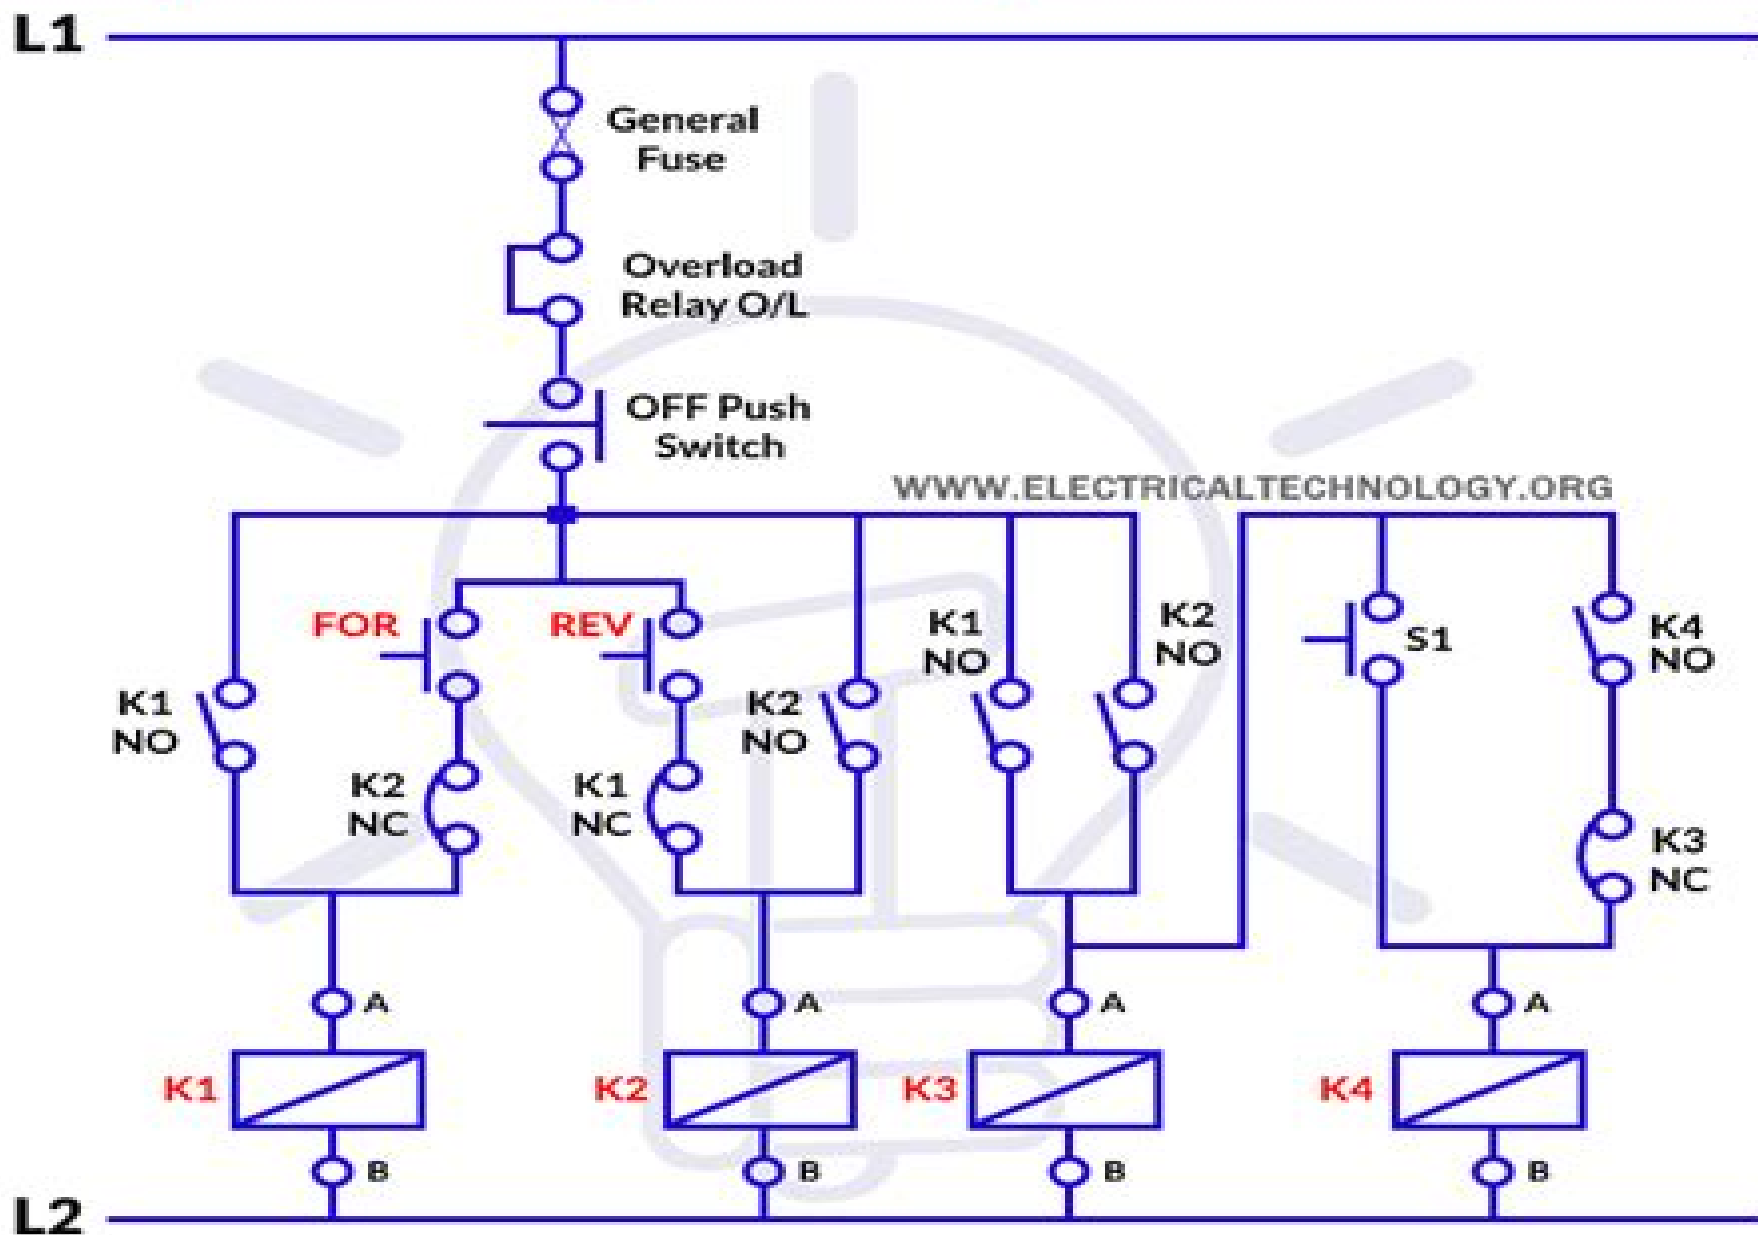 L1
General
Fuse
Overload
Relay O/L
OFF Push
Switch
WWW.ELECTRICALTECHNOLOGY.ORG
FOR
REV
K1
NO
K2
NO
S1
K4
NO
K1
NO
K2
NC
K1
NC
K2
NO
K3
NC
A
A
A
A
K1
K2
K3
K4
B
B
B
B
L2